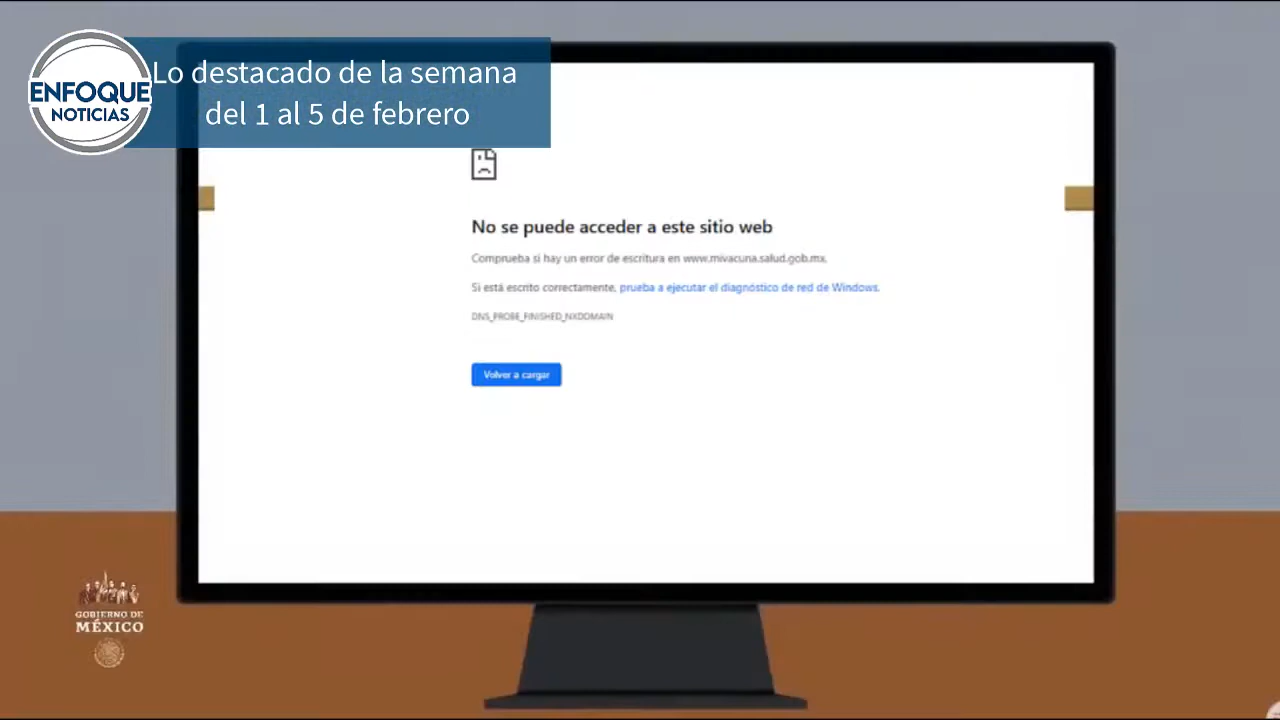 ENFOQUE
NOTICIAS
Lo destacado de la semana
del 1 al 5 de febrero
No se puede acceder a este sitio web
Comprueba si hay un error de escritura en www.mivacuna.salud.gob.mx.
Si está escrito correctamente, prueba a ejecutar el diagnóstico de red de Windows.
DNS_PROBE_FINISHED_NXDOMAIN
Volver a cargar
GOBIERNO DE
MÉXICO